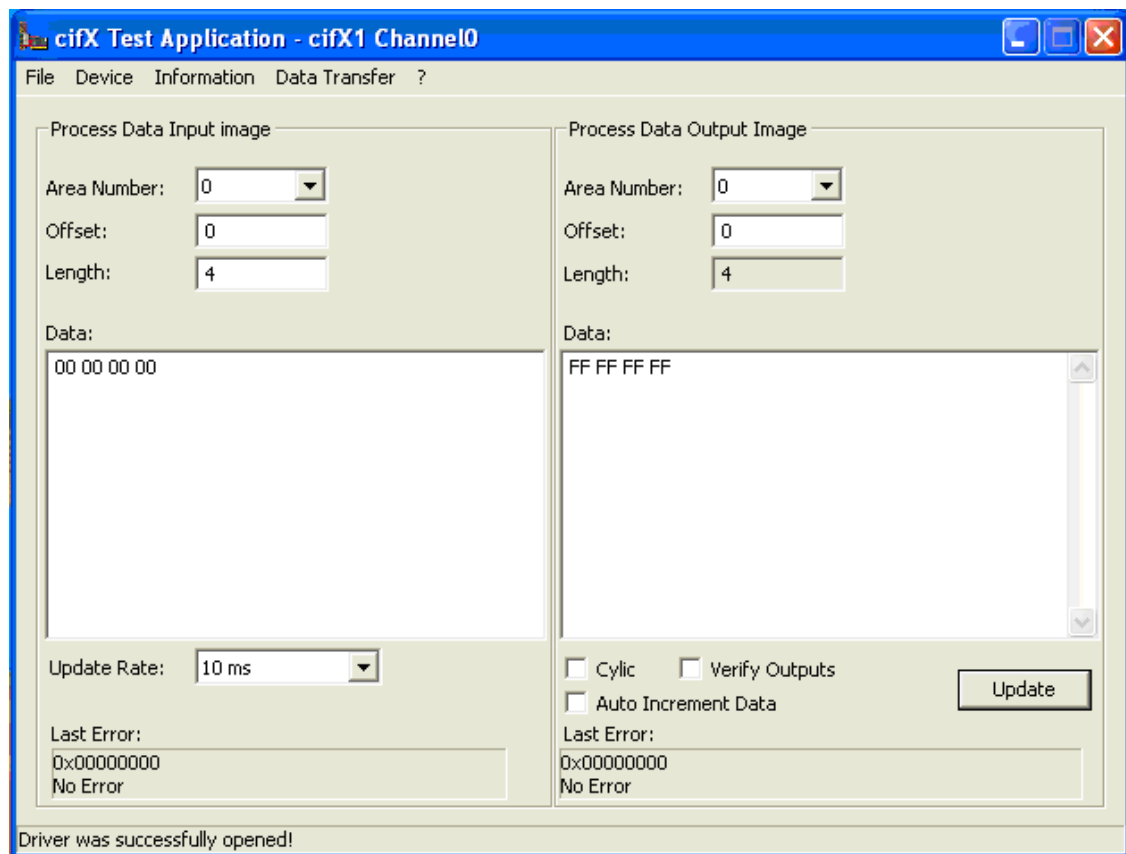 cifX Test Application - cifX1 Channel0
File Device Information Data Transfer ?
Process Data Input image
Area Number: 0
Offset: 0
Length: 4
Data:
00 00 00 00
Update Rate: 10 ms
Last Error:
0x00000000
No Error
Process Data Output Image
Area Number: 0
Offset: 0
Length: 4
Data:
FF FF FF FF
Cylic Verify Outputs
Auto Increment Data
Update
Last Error:
0x00000000
No Error
Driver was successfully opened!